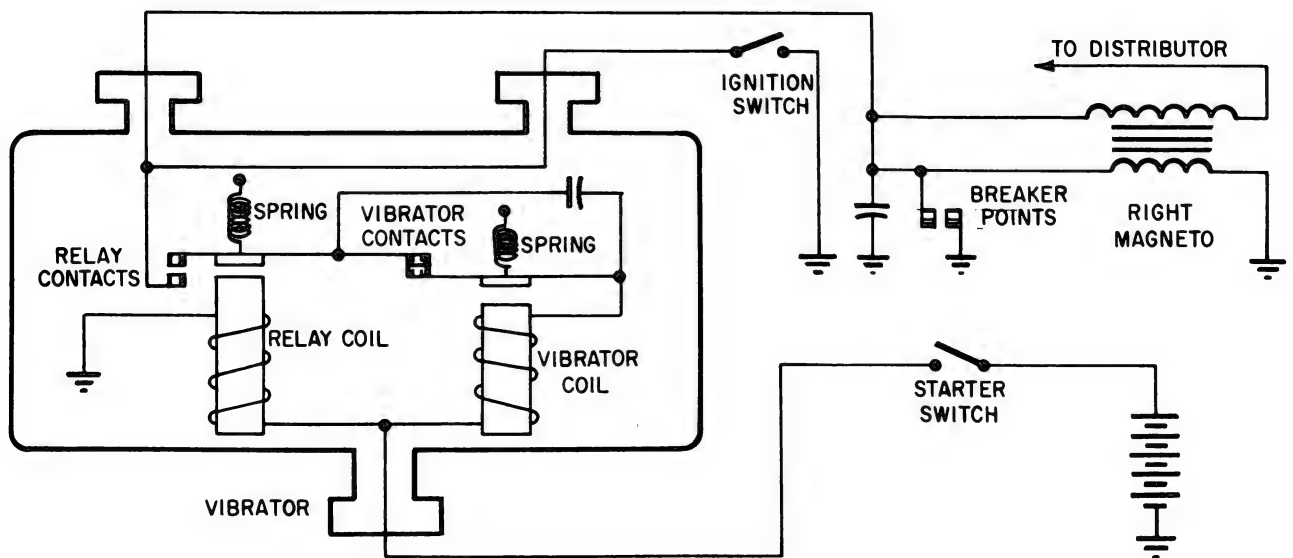 TO DISTRIBUTOR
IGNITION
SWITCH
SPRING
VIBRATOR
CONTACTS
SPRING
BREAKER
POINTS
RIGHT
MAGNETO
RELAY
CONTACTS
RELAY COIL
VIBRATOR
COIL
STARTER
SWITCH
VIBRATOR